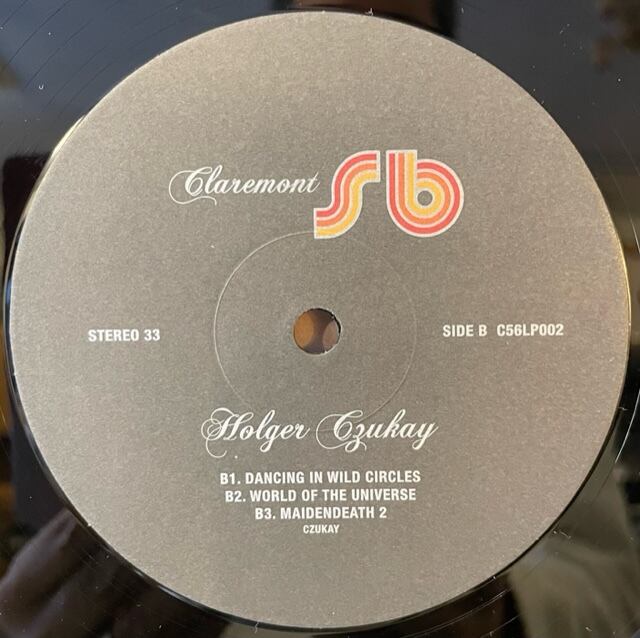 Claremont 56
STEREO 33
SIDE B C56LP002
Holger Czukay
B1. DANCING IN WILD CIRCLES
B2. WORLD OF THE UNIVERSE
B3. MAIDENDEATH 2
CZUKAY